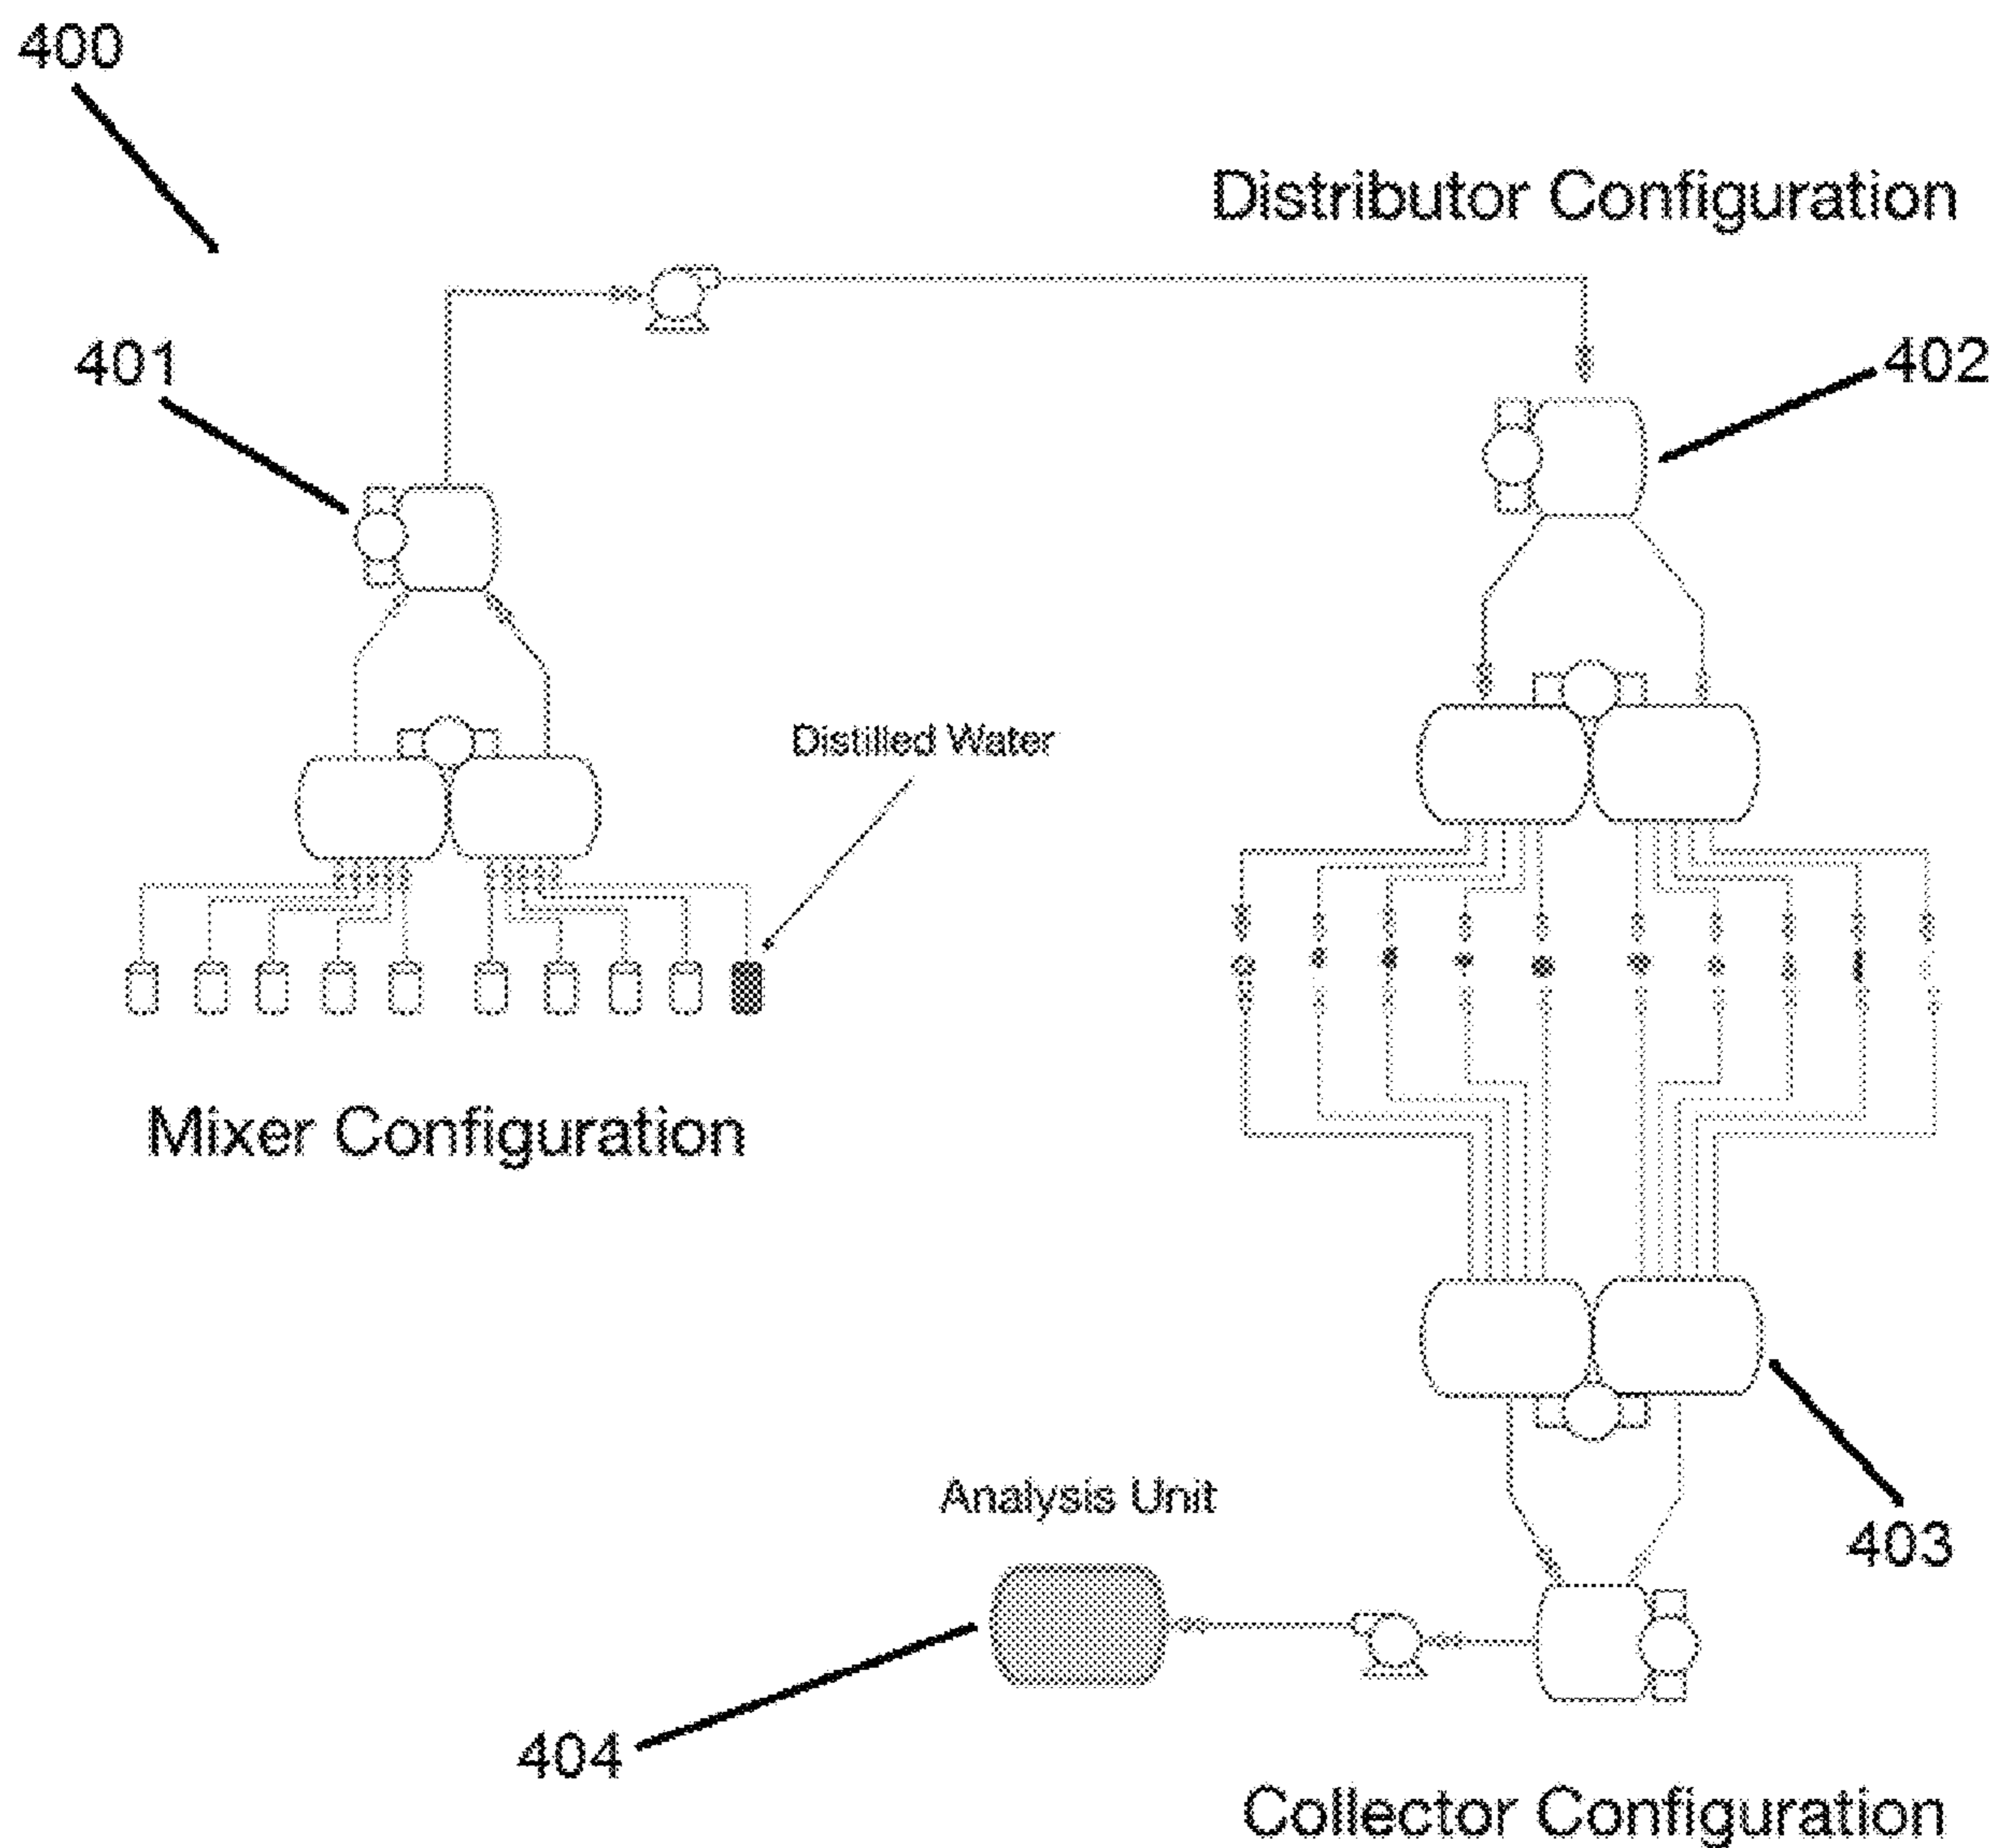 400
Distributor Configuration
401
402
Distilled Water
Mixer Configuration
Analysis Unit
403
404
Collector Configuration